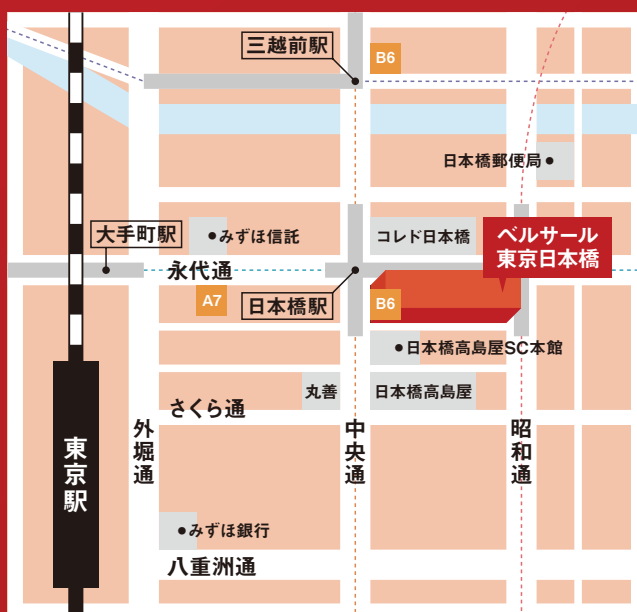 三越前駅
B6
日本橋郵便局
大手町駅
みずほ信託
コレド日本橋
ベルサール
東京日本橋
永代通
A7
日本橋駅
B6
日本橋高島屋SC本館
丸善
日本橋高島屋
さくら通
東京駅
外堀通
中央通
昭和通
みずほ銀行
八重洲通